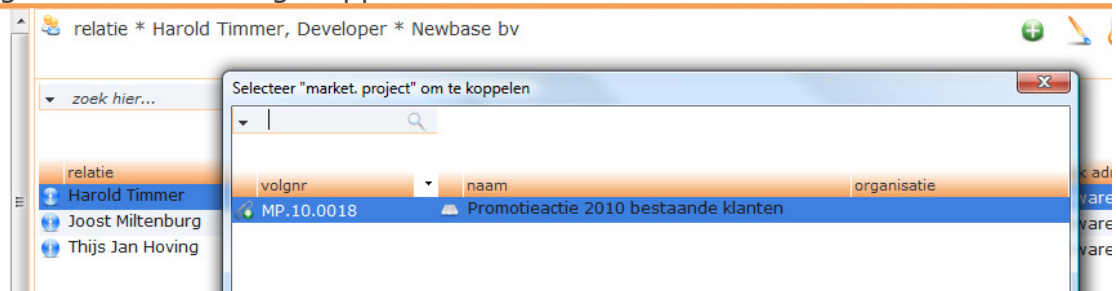 relatie * Harold Timmer, Developer * Newbase bv
Selecteer "market. project" om te koppelen
zoek hier...
relatie
volgnr naam organisatie
Harold Timmer
MP.10.0018 Promotieactie 2010 bestaande klanten
Joost Miltenburg
Thijs Jan Hoving